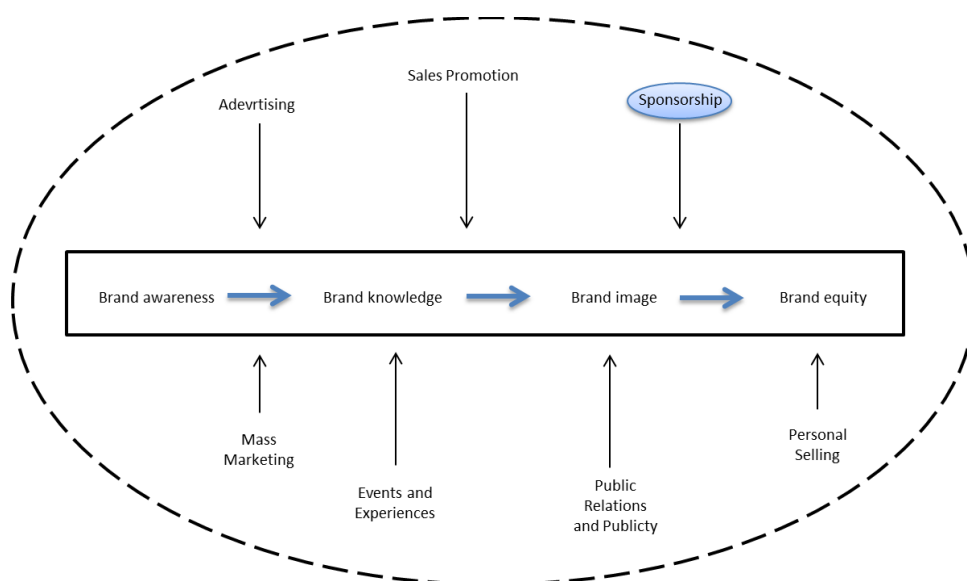 Sales Promotion
Adevrtising
Sponsorship
Brand awareness
Brand knowledge
Brand image
Brand equity
Mass
Marketing
Events and
Experiences
Public
Relations
and Publicty
Personal
Selling